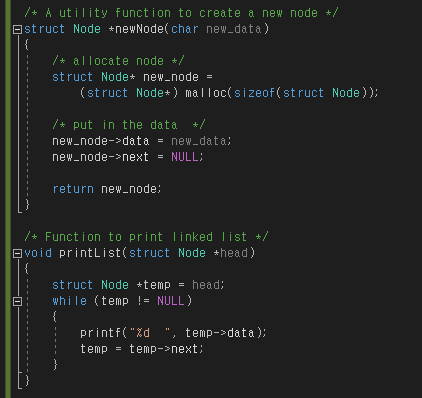 /* A utility function to create a new node */
struct Node *newNode(char new_data)
{
    /* allocate node */
    struct Node* new_node =
        (struct Node*) malloc(sizeof(struct Node));

    /* put in the data  */
    new_node->data = new_data;
    new_node->next = NULL;

    return new_node;
}

/* Function to print linked list */
void printList(struct Node *head)
{
    struct Node *temp = head;
    while (temp != NULL)
    {
        printf("%d  ", temp->data);
        temp = temp->next;
    }
}